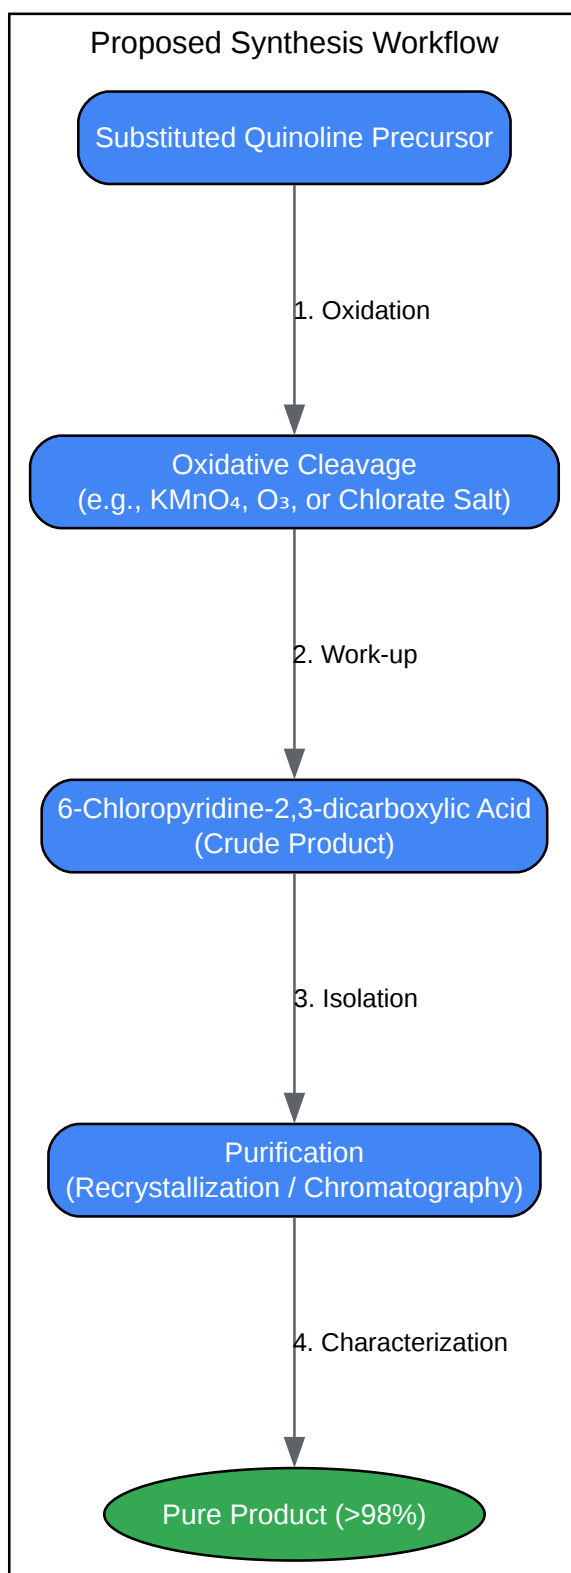 Proposed Synthesis Workflow
Substituted Quinoline Precursor
1. Oxidation
Oxidative Cleavage
(e.g., KMnO₄, O₃, or Chlorate Salt)
2. Work-up
6-Chloropyridine-2,3-dicarboxylic Acid
(Crude Product)
3. Isolation
Purification
(Recrystallization / Chromatography)
4. Characterization
Pure Product (>98%)